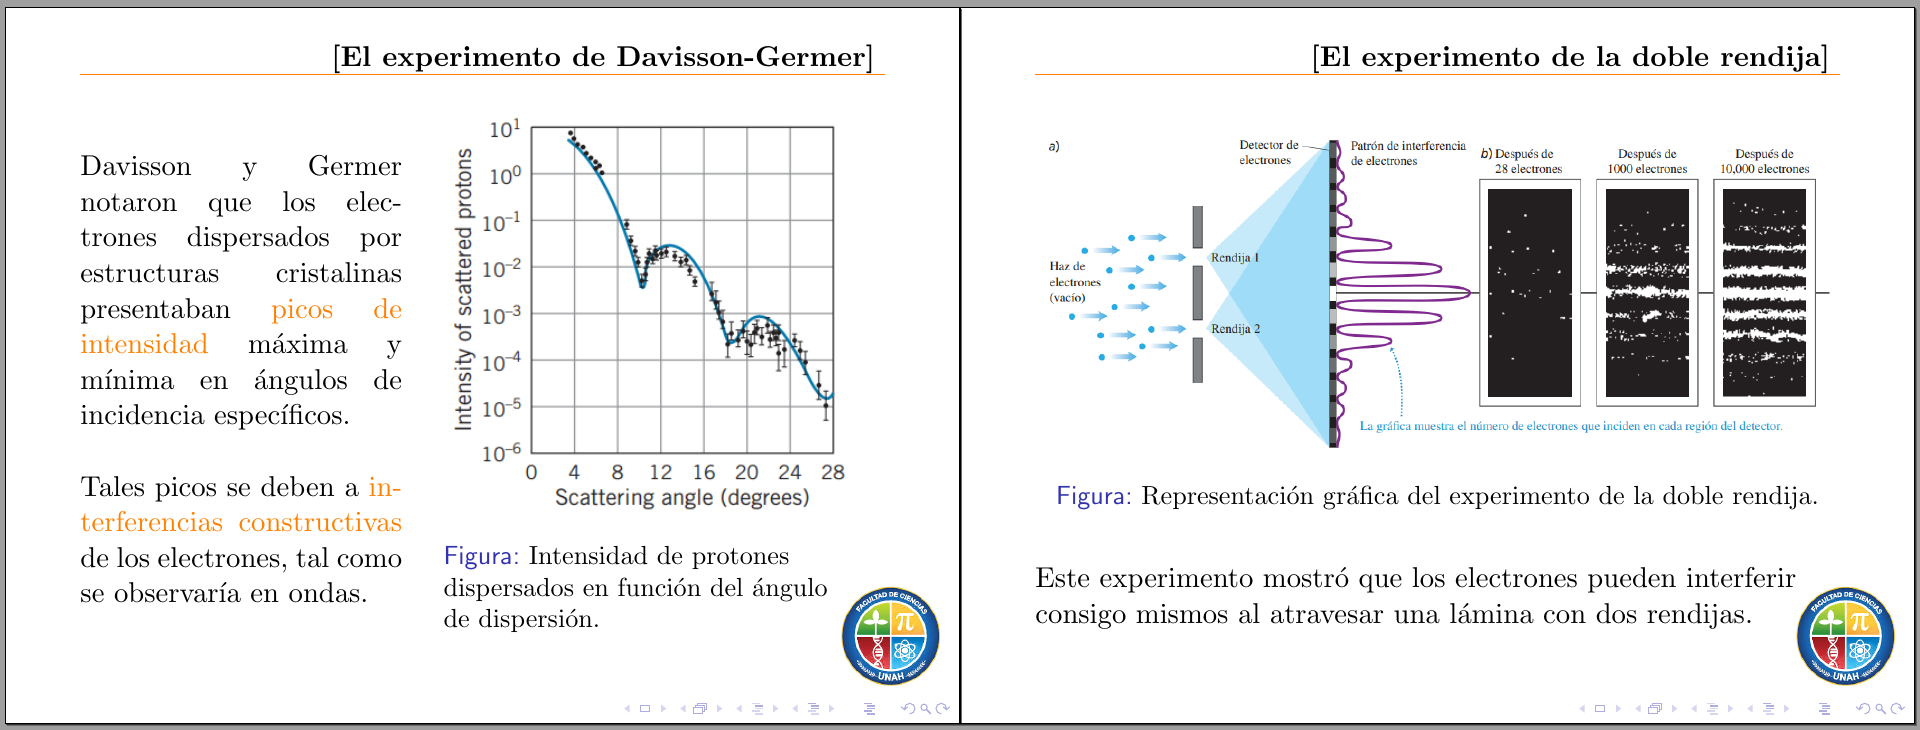 [El experimento de Davisson-Germer]
Davisson y Germer
notaron que los elec-
trones dispersados por
estructuras cristalinas
presentaban picos de
intensidad máxima y
mínima en ángulos de
incidencia específicos.
Tales picos se deben a in-
terferencias constructivas
de los electrones, tal como
se observaría en ondas.
Intensity of scattered protons
10¹
10⁰
10⁻¹
10⁻²
10⁻³
10⁻⁴
10⁻⁵
10⁻⁶
0 4 8 12 16 20 24 28
Scattering angle (degrees)
Figura: Intensidad de protones
dispersados en función del ángulo
de dispersión.
FACULTAD DE CIENCIAS
UNAH
[El experimento de la doble rendija]
a)
Detector de
electrones
Patrón de interferencia
de electrones
Haz de
electrones
(vacío)
Rendija 1
Rendija 2
b) Después de
28 electrones
Después de
1000 electrones
Después de
10,000 electrones
La gráfica muestra el número de electrones que inciden en cada región del detector.
Figura: Representación gráfica del experimento de la doble rendija.
Este experimento mostró que los electrones pueden interferir
consigo mismos al atravesar una lámina con dos rendijas.
FACULTAD DE CIENCIAS
UNAH